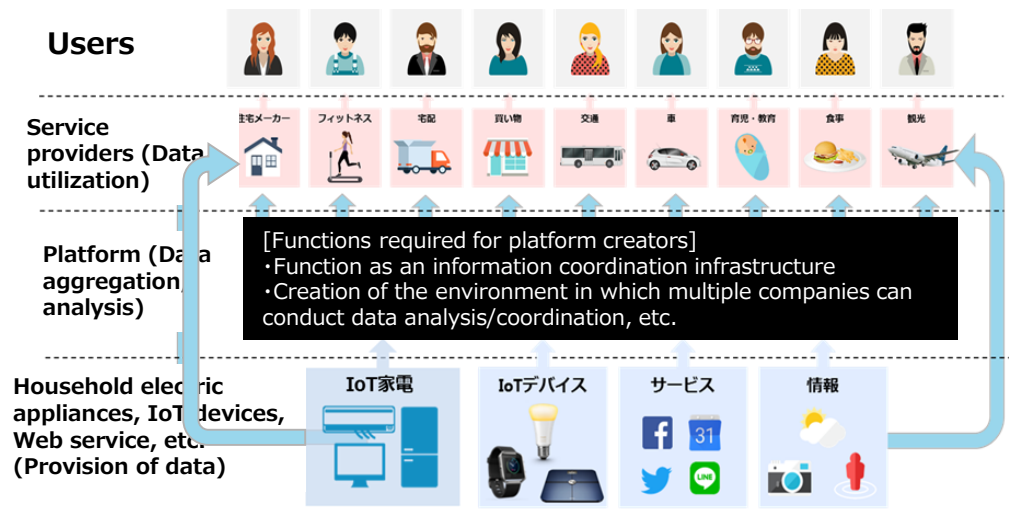 Users
Service
providers (Data
utilization)
住宅メーカー
フィットネス
宅配
買い物
交通
車
育児・教育
食事
観光
Platform (Data
aggregation,
analysis)
[Functions required for platform creators]
・Function as an information coordination infrastructure
・Creation of the environment in which multiple companies can
conduct data analysis/coordination, etc.
Household electric
appliances, IoT devices,
Web service, etc.
(Provision of data)
IoT家電
IoTデバイス
サービス
31
LINE
情報